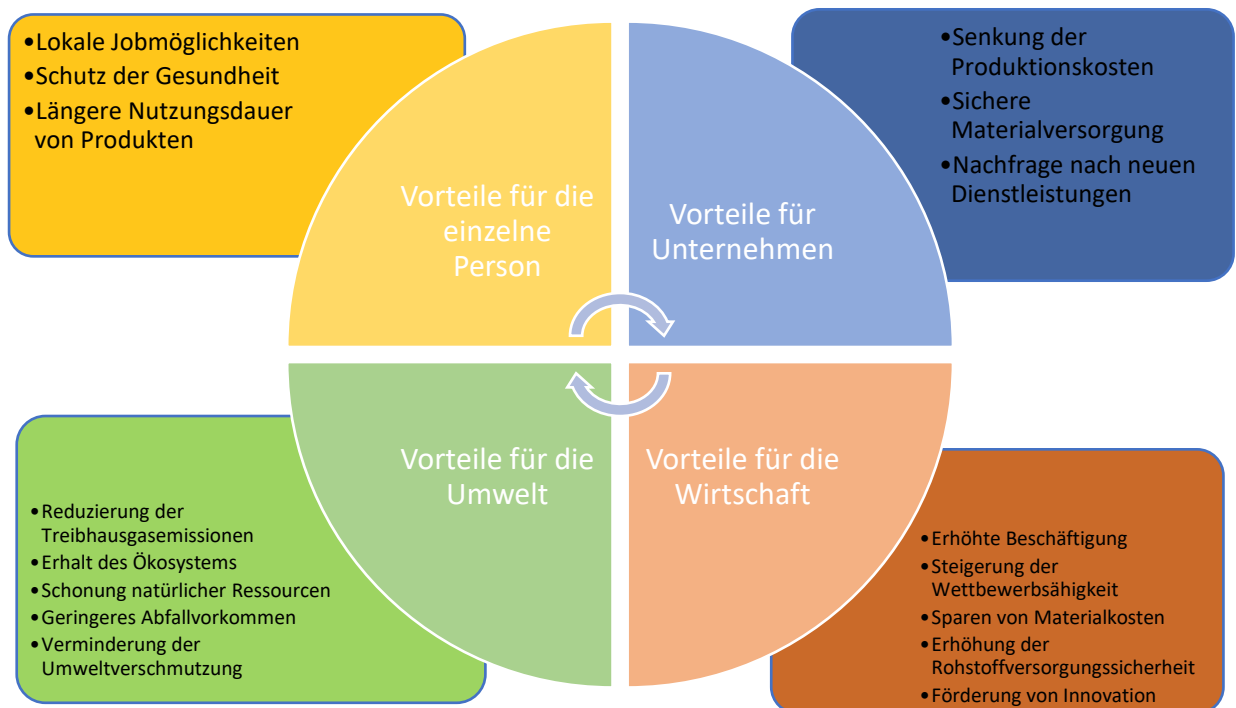 •Lokale Jobmöglichkeiten
•Schutz der Gesundheit
•Längere Nutzungsdauer
von Produkten
•Senkung der
Produktionskosten
•Sichere
Materialversorgung
•Nachfrage nach neuen
Dienstleistungen
Vorteile für die
einzelne
Person
Vorteile für
Unternehmen
Vorteile für die
Umwelt
Vorteile für die
Wirtschaft
•Reduzierung der
Treibhausgasemissionen
•Erhalt des Ökosystems
•Schonung natürlicher Ressourcen
•Geringeres Abfallvorkommen
•Verminderung der
Umweltverschmutzung
•Erhöhte Beschäftigung
•Steigerung der
Wettbewerbsähigkeit
•Sparen von Materialkosten
•Erhöhung der
Rohstoffversorgungssicherheit
•Förderung von Innovation